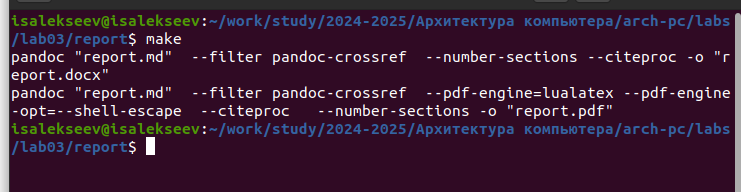 isalekseev@isalekseev:~/work/study/2024-2025/Архитектура компьютера/arch-pc/labs
/lab03/report$ make
pandoc "report.md"  --filter pandoc-crossref  --number-sections --citeproc -o "r
eport.docx"
pandoc "report.md"  --filter pandoc-crossref  --pdf-engine=lualatex --pdf-engine
-opt=--shell-escape  --citeproc   --number-sections -o "report.pdf"
isalekseev@isalekseev:~/work/study/2024-2025/Архитектура компьютера/arch-pc/labs
/lab03/report$